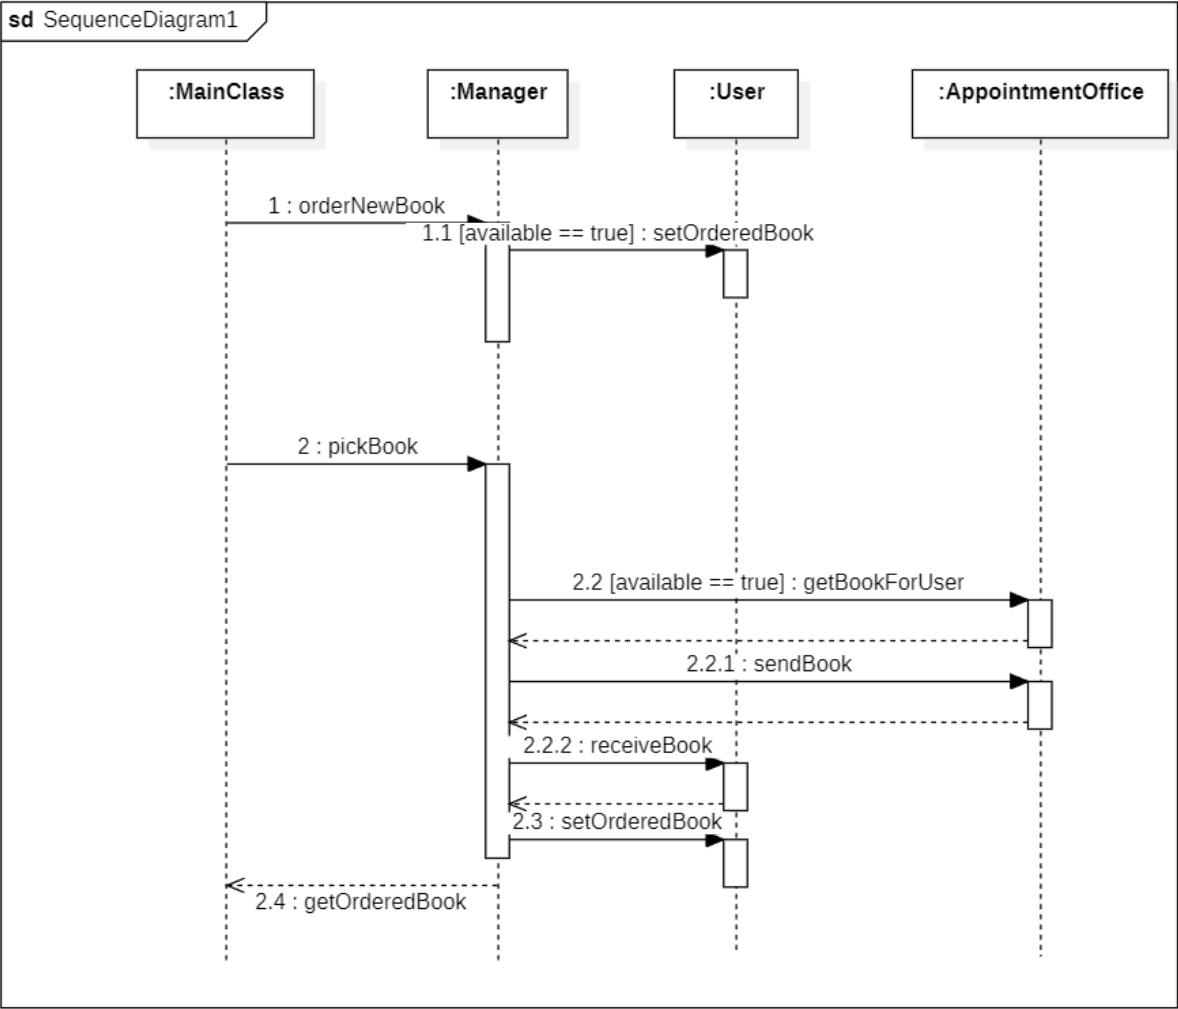 sd SequenceDiagram1
:MainClass
:Manager
:User
:AppointmentOffice
1 : orderNewBook
1.1 [available == true] : setOrderedBook
2 : pickBook
2.2 [available == true] : getBookForUser
2.2.1 : sendBook
2.2.2 : receiveBook
2.3 : setOrderedBook
2.4 : getOrderedBook